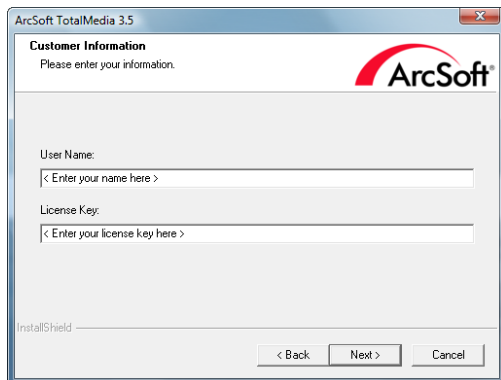 ArcSoft TotalMedia 3.5
Customer Information
Please enter your information.
ArcSoft®
User Name:
< Enter your name here >
License Key:
< Enter your license key here >
InstallShield
< Back Next > Cancel